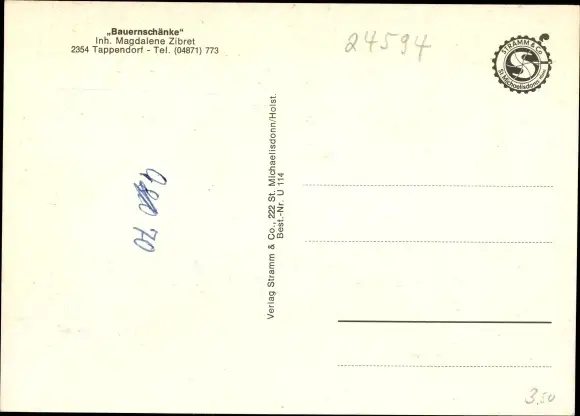 „Bauernschänke“
Inh. Magdalene Zibret
2354 Tappendorf - Tel. (04871) 773
24594
STRAMM & Co
St. Michaelisdonn
70
Verlag Stramm & Co., 222 St. Michaelisdonn/Holst.
Best.-Nr. U 114
3,50